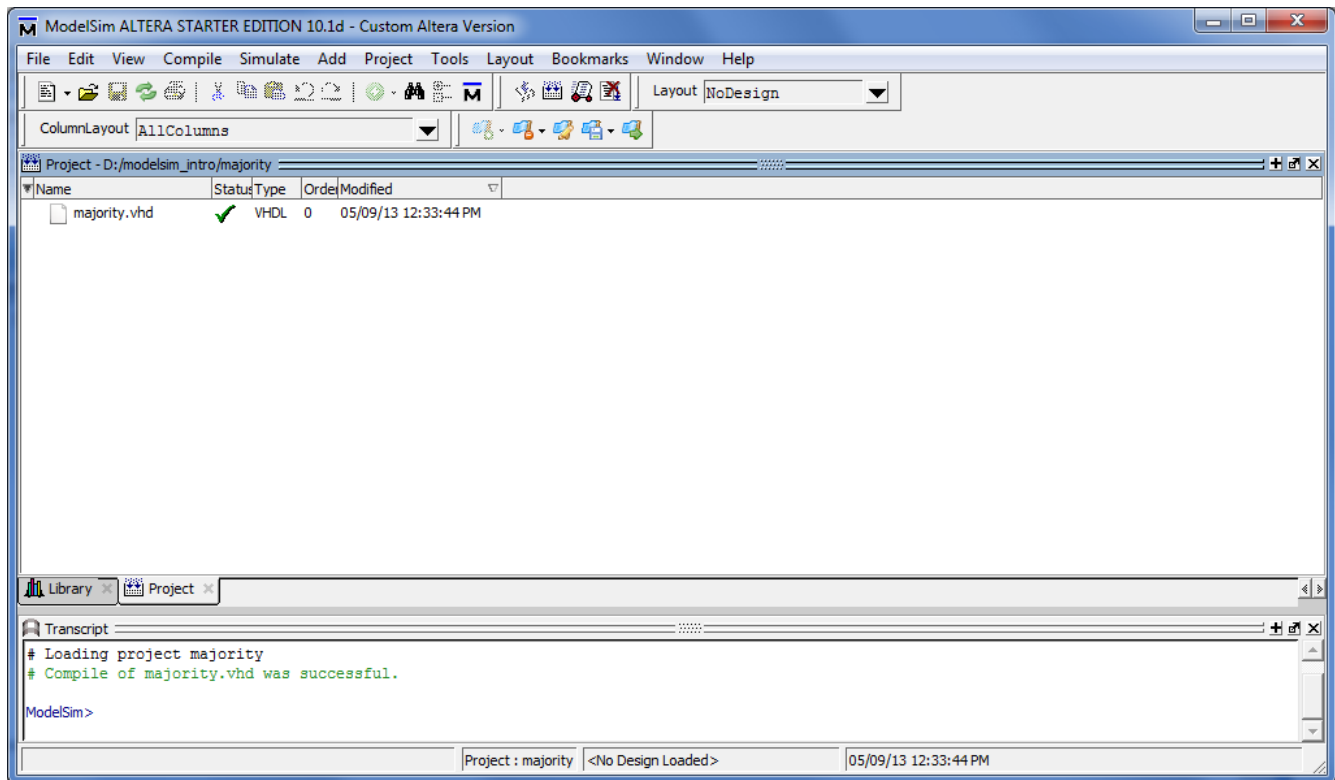 ModelSim ALTERA STARTER EDITION 10.1d - Custom Altera Version
File Edit View Compile Simulate Add Project Tools Layout Bookmarks Window Help
Layout NoDesign
ColumnLayout AllColumns
Project - D:/modelsim_intro/majority
Name Status Type Order Modified
majority.vhd VHDL 0 05/09/13 12:33:44 PM
Library Project
Transcript
# Loading project majority
# Compile of majority.vhd was successful.
ModelSim>
Project : majority <No Design Loaded> 05/09/13 12:33:44 PM